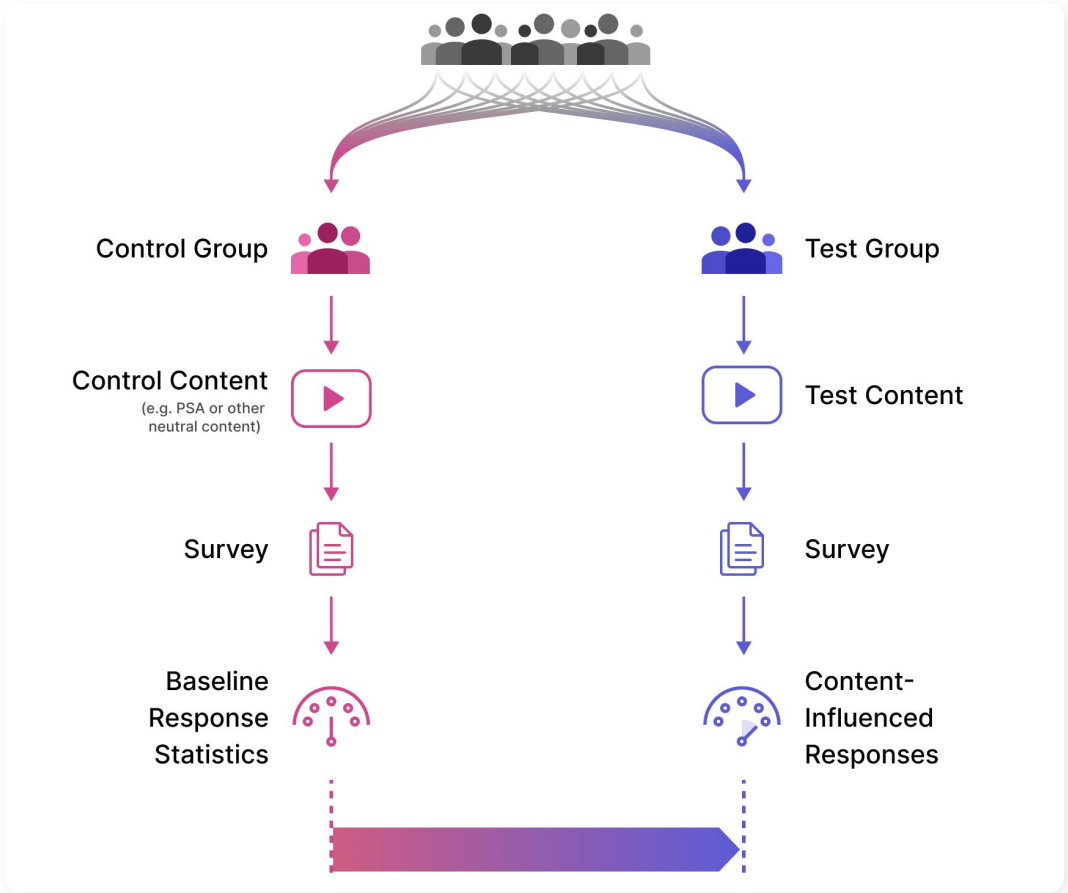 Control Group
Test Group
Control Content
(e.g. PSA or other
neutral content)
Test Content
Survey
Survey
Baseline
Response
Statistics
Content-
Influenced
Responses